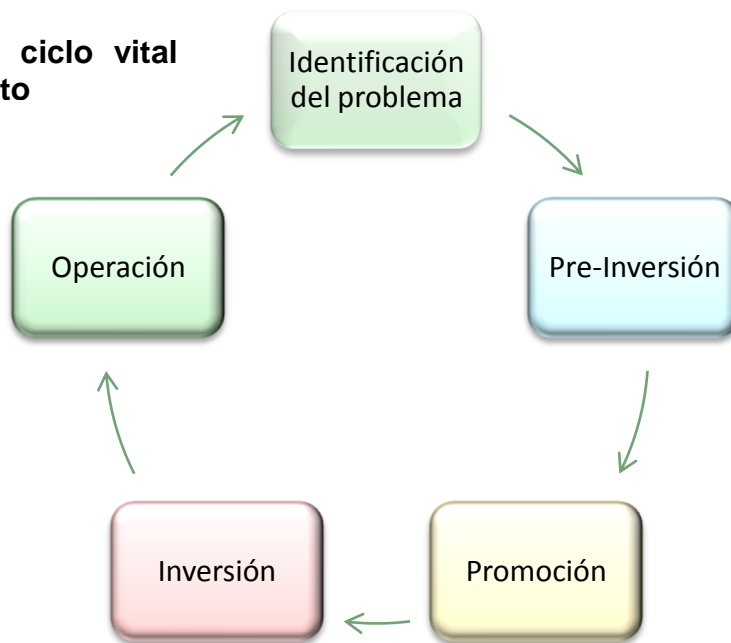 ciclo vital
to
Identificación
del problema
Pre-Inversión
Promoción
Inversión
Operación